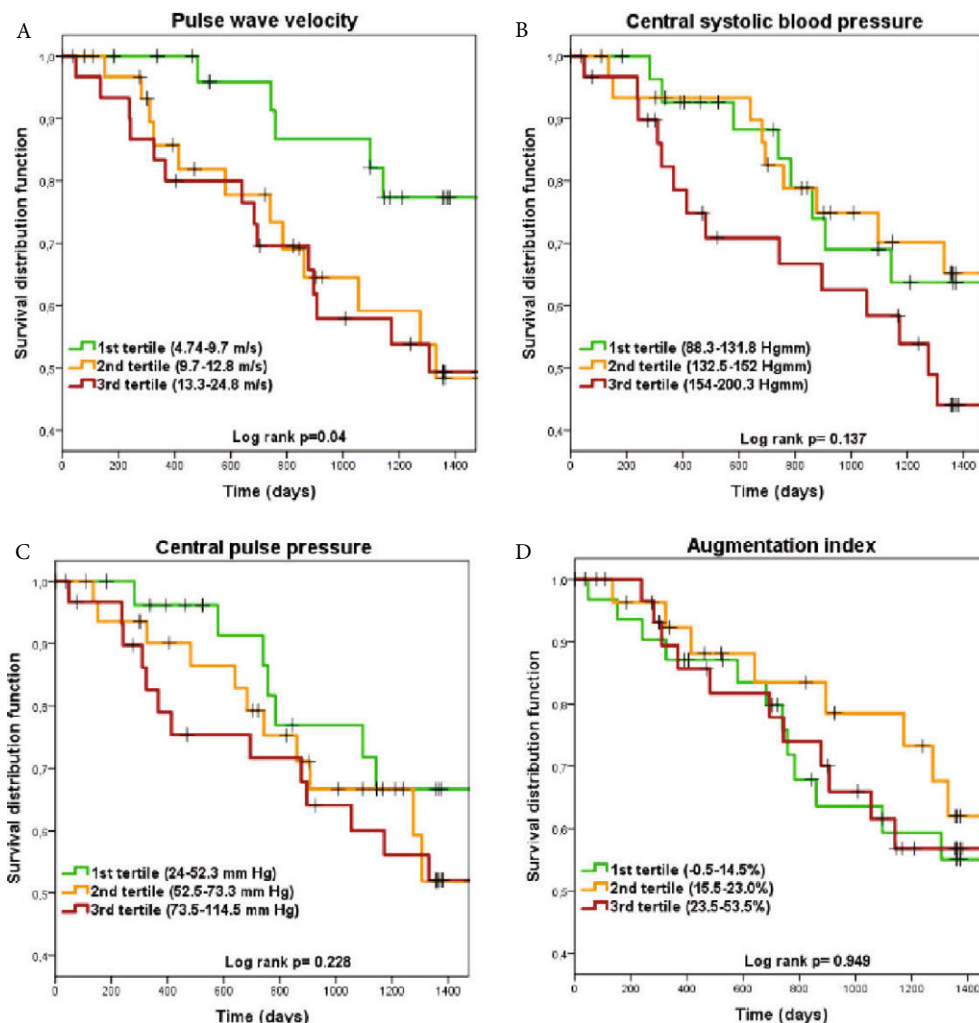 A
Pulse wave velocity
1,0
0,9
0,8
0,7
0,6
0,5
0,4
Survival distribution function
1st tertile (4.74-9.7 m/s)
2nd tertile (9.7-12.8 m/s)
3rd tertile (13.3-24.8 m/s)
Log rank p=0.04
0 200 400 600 800 1000 1200 1400
Time (days)
B
Central systolic blood pressure
1,0
0,9
0,8
0,7
0,6
0,5
0,4
Survival distribution function
1st tertile (88.3-131.8 Hgmm)
2nd tertile (132.5-152 Hgmm)
3rd tertile (154-200.3 Hgmm)
Log rank p= 0.137
0 200 400 600 800 1000 1200 1400
Time (days)
C
Central pulse pressure
1,0
0,9
0,8
0,7
0,6
0,5
0,4
Survival distribution function
1st tertile (24-52.3 mm Hg)
2nd tertile (52.5-73.3 mm Hg)
3rd tertile (73.5-114.5 mm Hg)
Log rank p= 0.228
0 200 400 600 800 1000 1200 1400
Time (days)
D
Augmentation index
1,0
0,9
0,8
0,7
0,6
0,5
0,4
Survival distribution function
1st tertile (-0.5-14.5%)
2nd tertile (15.5-23.0%)
3rd tertile (23.5-53.5%)
Log rank p= 0.949
0 200 400 600 800 1000 1200 1400
Time (days)